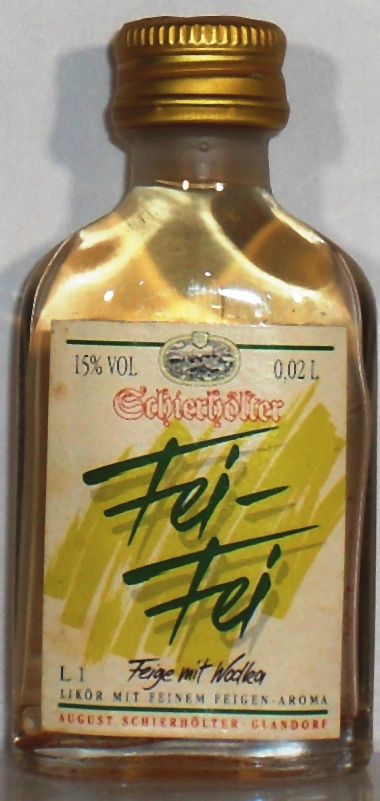 15% VOL 0,02 L
Schierhölter
Fei-
Fei
Feige mit Wodka
L 1
LIKÖR MIT FEINEM FEIGEN-AROMA
AUGUST SCHIERHÖLTER GLANDORF